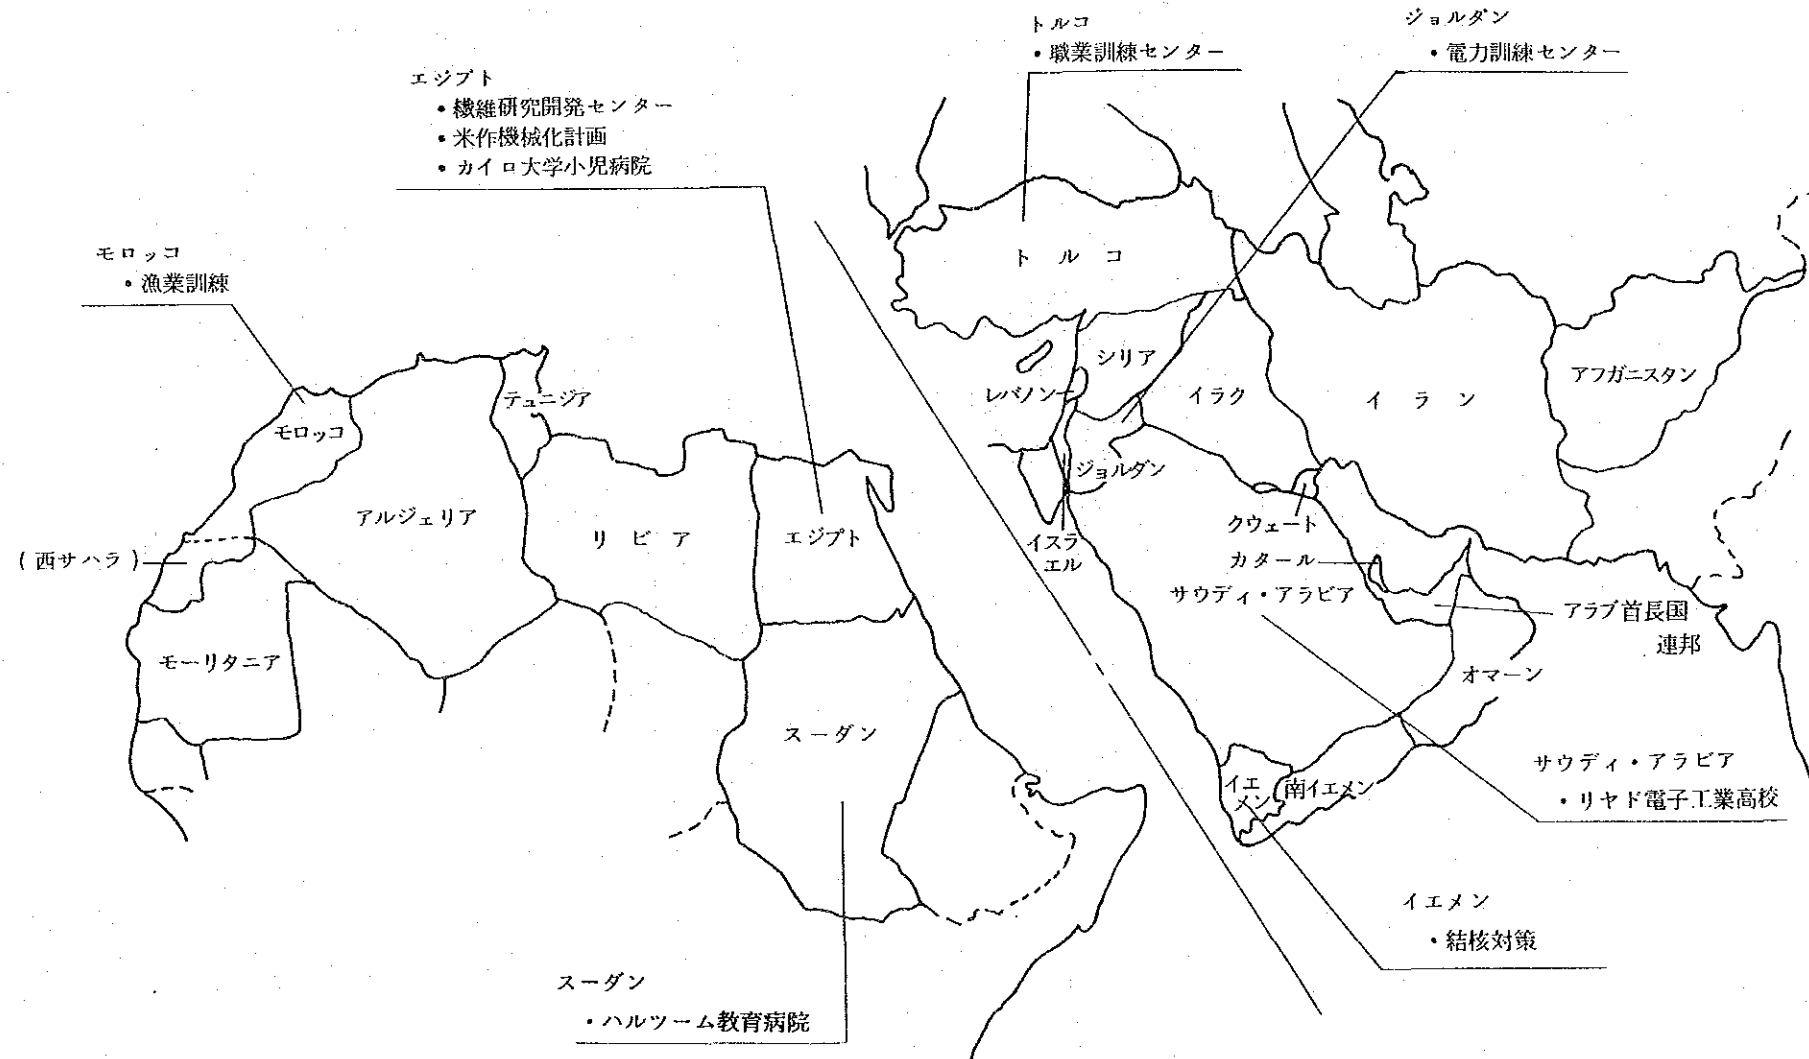 トルコ
・職業訓練センター
ジョルダン
・電力訓練センター
エジプト
・繊維研究開発センター
・米作機械化計画
・カイロ大学小児病院
モロッコ
・漁業訓練
トルコ
シリア
レバノン
イラク
イラン
アフガニスタン
テュニジア
モロッコ
ジョルダン
アルジェリア
リビア
エジプト
クウェート
イスラ
エル
(西サハラ)
カタール
サウディ・アラビア
アラブ首長国
連邦
モーリタニア
オマーン
スーダン
サウディ・アラビア
・リヤド電子工業高校
イエ
メン
南イエメン
イエメン
・結核対策
スーダン
・ハルツーム教育病院